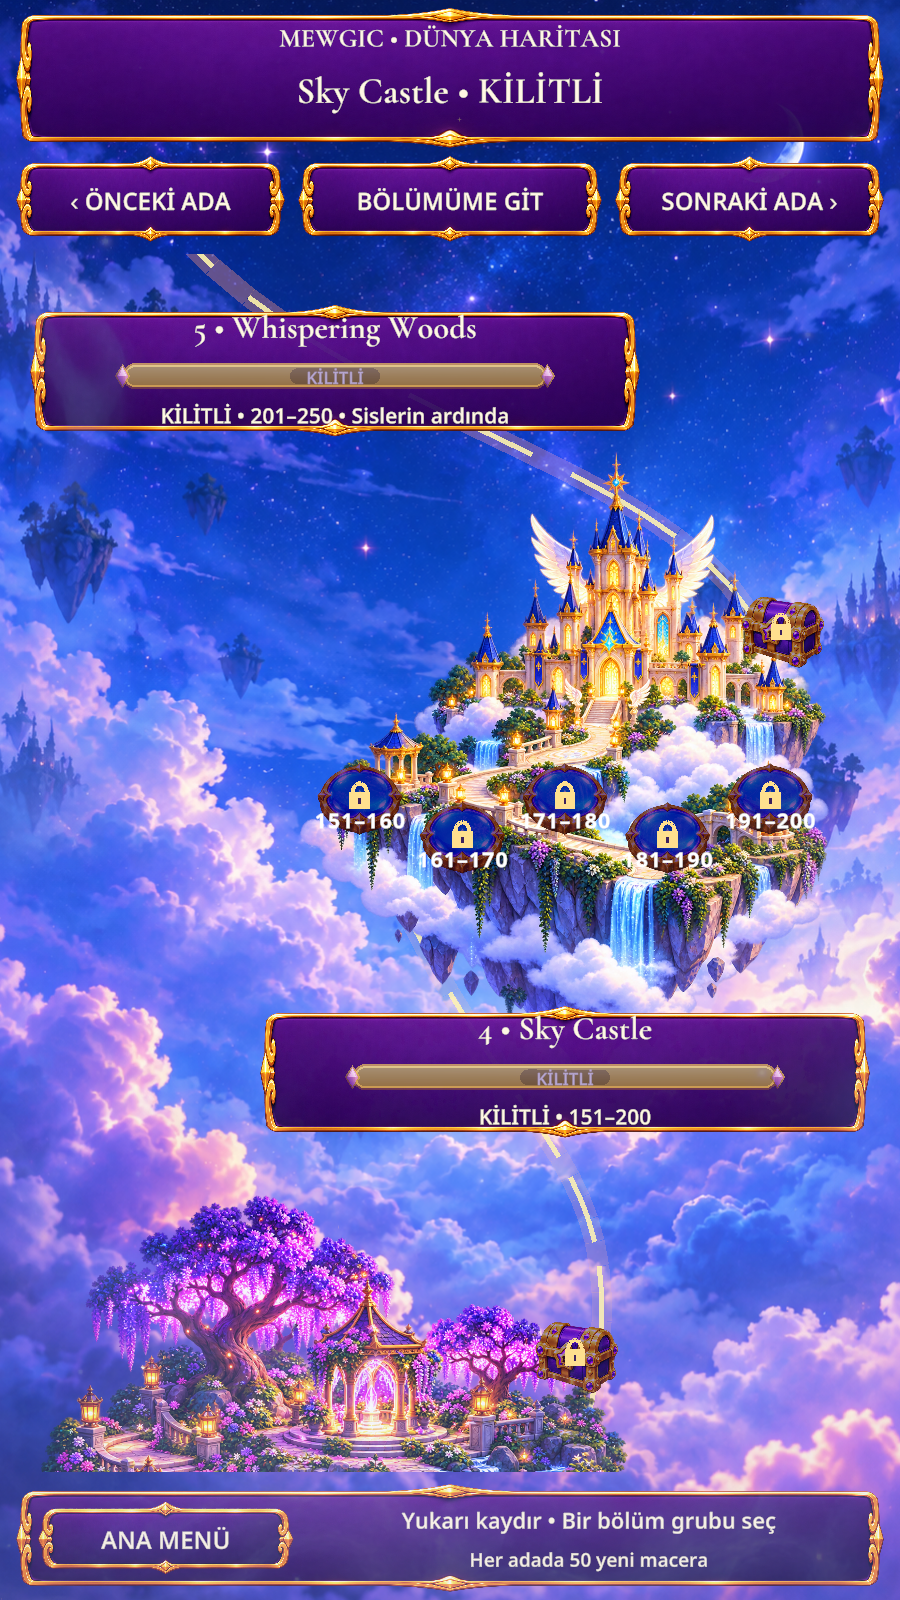 MEWGIC • DÜNYA HARİTASI
Sky Castle • KİLİTLİ
‹ ÖNCEKİ ADA
BÖLÜMÜME GİT
SONRAKİ ADA ›
5 • Whispering Woods
KİLİTLİ
KİLİTLİ • 201–250 • Sislerin ardında
151–160
161–170
171–180
181–190
191–200
4 • Sky Castle
KİLİTLİ
KİLİTLİ • 151–200
ANA MENÜ
Yukarı kaydır • Bir bölüm grubu seç
Her adada 50 yeni macera